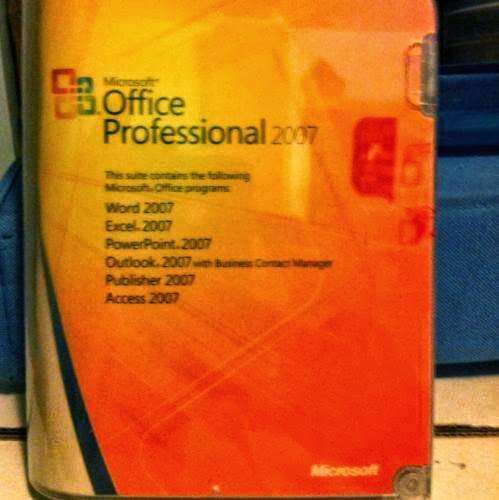 Microsoft®
Office
Professional 2007
This suite contains the following
Microsoft® Office programs:
Word 2007
Excel® 2007
PowerPoint® 2007
Outlook® 2007 with Business Contact Manager
Publisher 2007
Access 2007
Microsoft